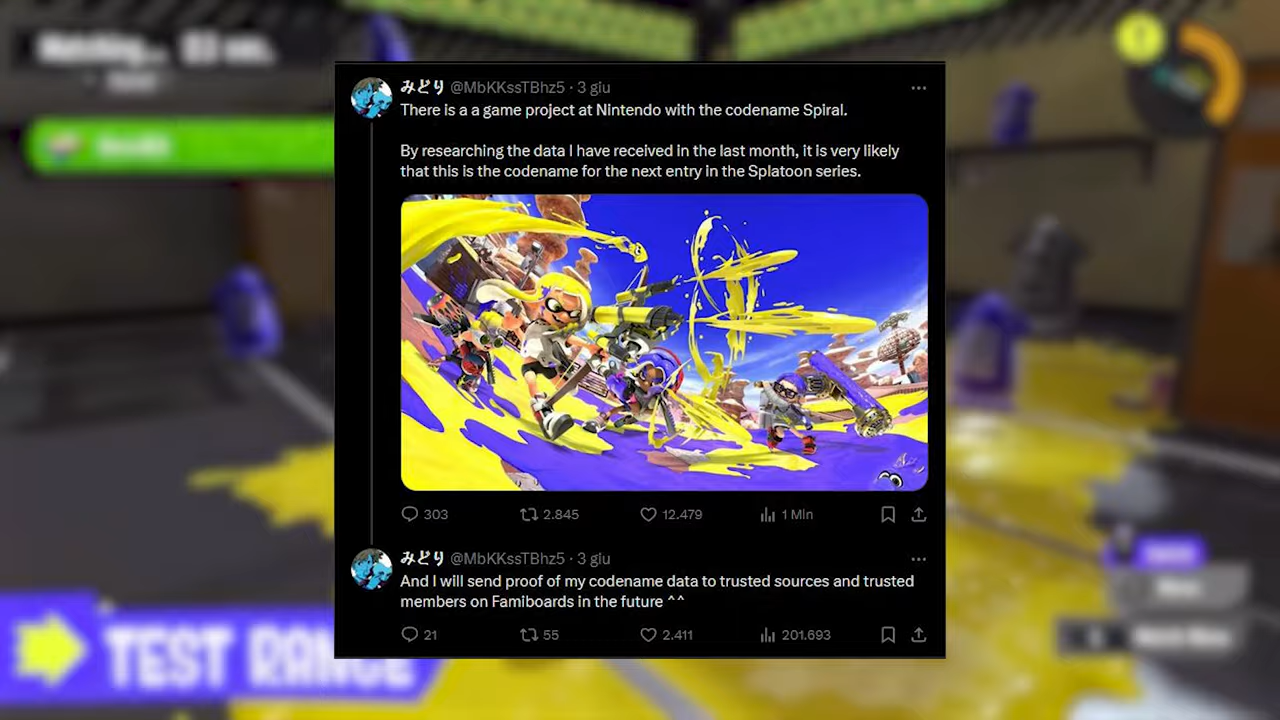 みどり @MbKKssTBhz5 · 3 giu
There is a a game project at Nintendo with the codename Spiral.
By researching the data I have received in the last month, it is very likely
that this is the codename for the next entry in the Splatoon series.
303 2.845 12.479 1 Mln
みどり @MbKKssTBhz5 · 3 giu
And I will send proof of my codename data to trusted sources and trusted
members on Famiboards in the future ^^
21 55 2.411 201.693
TEST RANGE